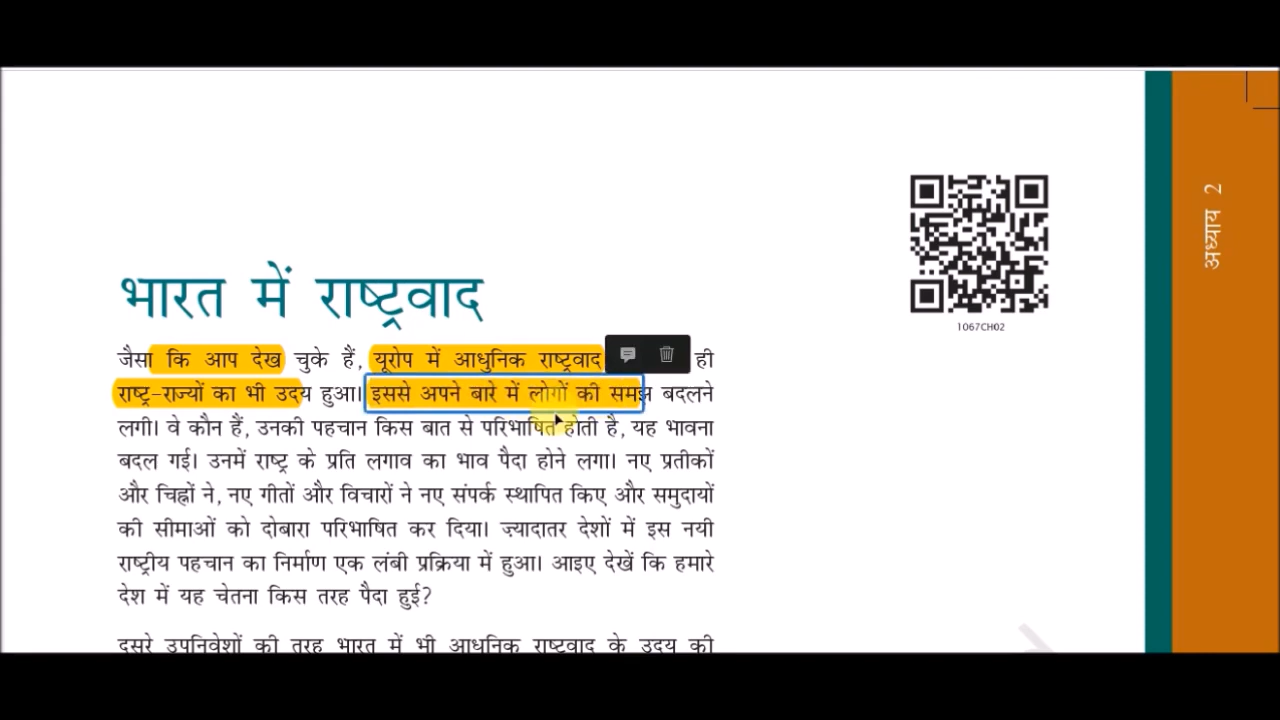 अध्याय 2
1067CH02
भारत में राष्ट्रवाद
जैसा कि आप देख चुके हैं, यूरोप में आधुनिक राष्ट्रवाद ही
राष्ट्र-राज्यों का भी उदय हुआ। इससे अपने बारे में लोगों की समझ बदलने
लगी। वे कौन हैं, उनकी पहचान किस बात से परिभाषित होती है, यह भावना
बदल गई। उनमें राष्ट्र के प्रति लगाव का भाव पैदा होने लगा। नए प्रतीकों
और चिह्नों ने, नए गीतों और विचारों ने नए संपर्क स्थापित किए और समुदायों
की सीमाओं को दोबारा परिभाषित कर दिया। ज़्यादातर देशों में इस नयी
राष्ट्रीय पहचान का निर्माण एक लंबी प्रक्रिया में हुआ। आइए देखें कि हमारे
देश में यह चेतना किस तरह पैदा हुई?
दूसरे उपनिवेशों की तरह भारत में भी आधुनिक राष्ट्रवाद के उदय की